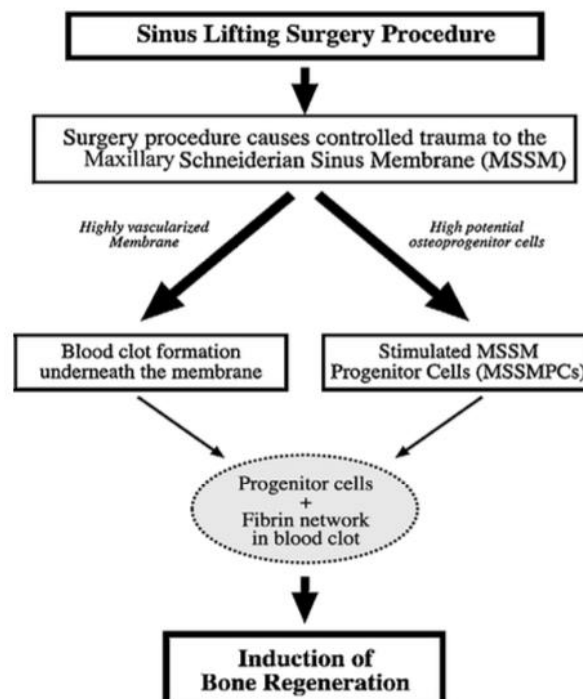 Sinus Lifting Surgery Procedure
Surgery procedure causes controlled trauma to the
Maxillary Schneiderian Sinus Membrane (MSSM)
Highly vascularized
Membrane
High potential
osteoprogenitor cells
Blood clot formation
underneath the membrane
Stimulated MSSM
Progenitor Cells (MSSMPCs)
Progenitor cells
+
Fibrin network
in blood clot
Induction of
Bone Regeneration